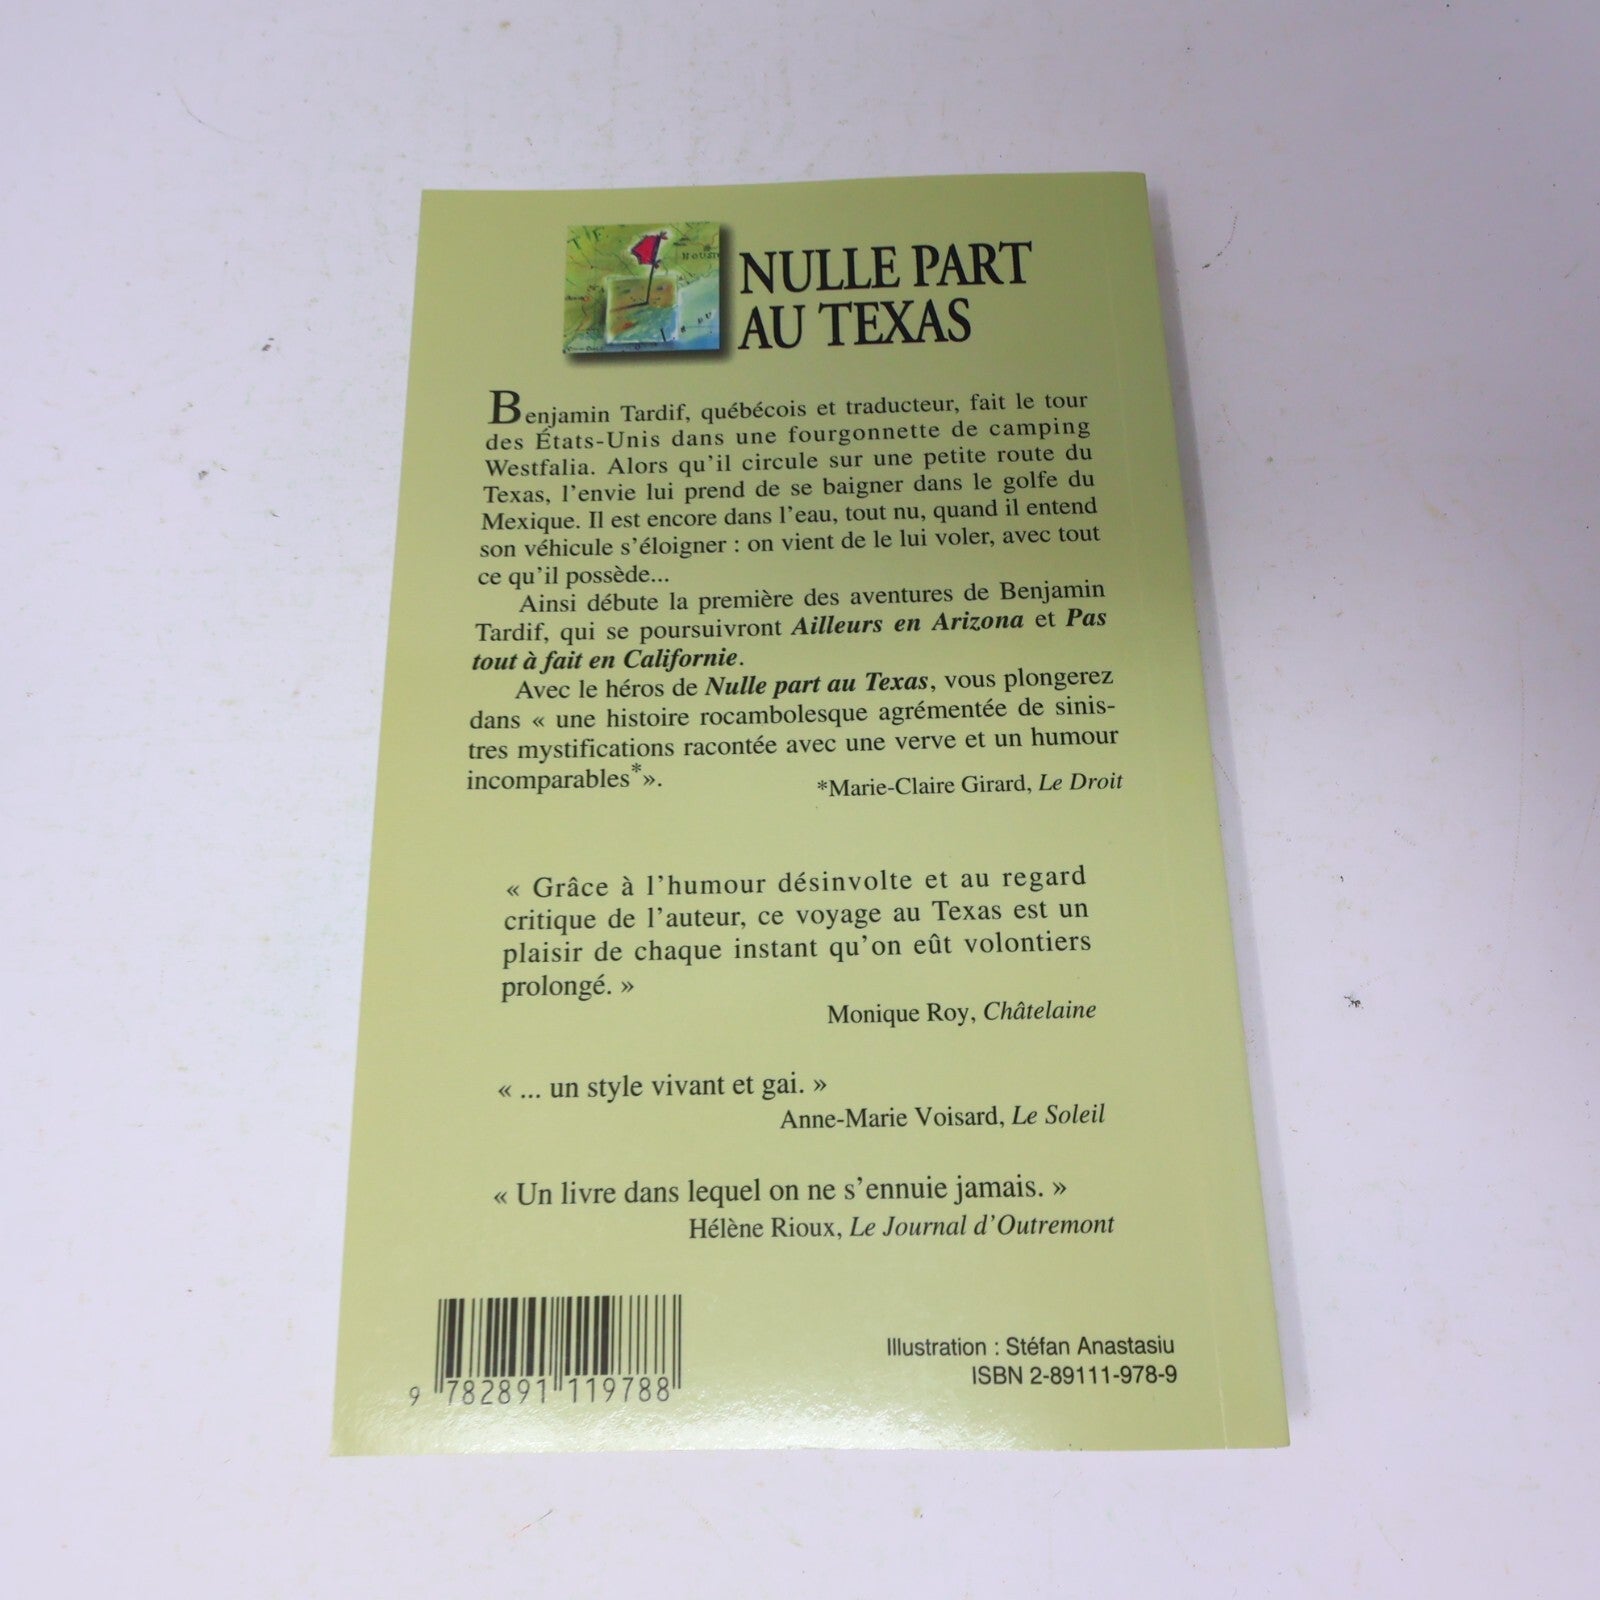 HOUST
NULLE PART
AU TEXAS
Benjamin Tardif, québécois et traducteur, fait le tour
des États-Unis dans une fourgonnette de camping
Westfalia. Alors qu'il circule sur une petite route du
Texas, l'envie lui prend de se baigner dans le golfe du
Mexique. Il est encore dans l'eau, tout nu, quand il entend
son véhicule s'éloigner : on vient de le lui voler, avec tout
ce qu'il possède...
Ainsi débute la première des aventures de Benjamin
Tardif, qui se poursuivront Ailleurs en Arizona et Pas
tout à fait en Californie.
Avec le héros de Nulle part au Texas, vous plongerez
dans « une histoire rocambolesque agrémentée de sinis-
tres mystifications racontée avec une verve et un humour
incomparables*».
*Marie-Claire Girard, Le Droit
« Grâce à l'humour désinvolte et au regard
critique de l'auteur, ce voyage au Texas est un
plaisir de chaque instant qu'on eût volontiers
prolongé. »
Monique Roy, Châtelaine
« ... un style vivant et gai. »
Anne-Marie Voisard, Le Soleil
« Un livre dans lequel on ne s'ennuie jamais. »
Hélène Rioux, Le Journal d'Outremont
Illustration : Stéfan Anastasiu
ISBN 2-89111-978-9
9 782891 119788